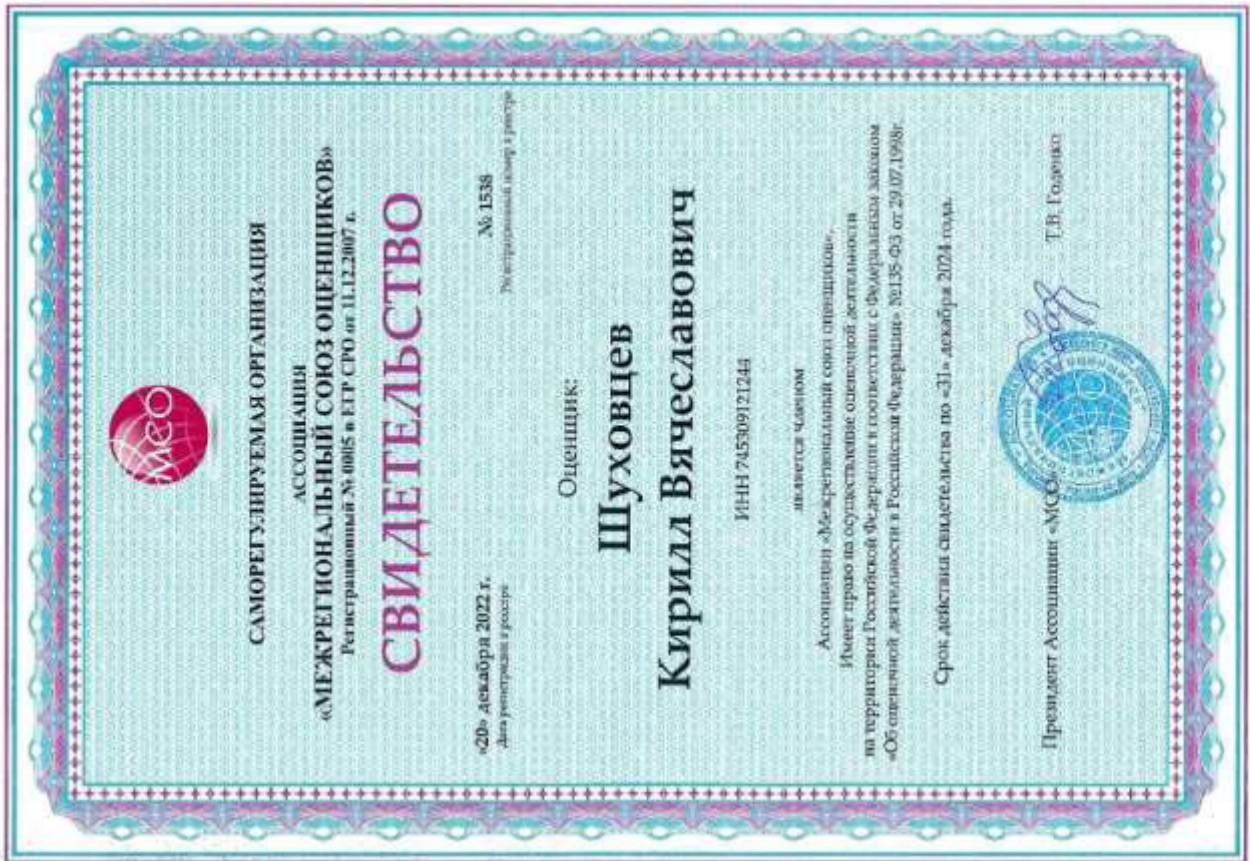 МСО
САМОРЕГУЛИРУЕМАЯ ОРГАНИЗАЦИЯ
АССОЦИАЦИЯ
«МЕЖРЕГИОНАЛЬНЫЙ СОЮЗ ОЦЕНЩИКОВ»
Регистрационный № 0005 в ЕГР СРО от 11.12.2007 г.
СВИДЕТЕЛЬСТВО
«20» декабря 2022 г. № 1538
Дата регистрации в реестре Регистрационный номер в реестре
Оценщик:
Шуховцев
Кирилл Вячеславович
ИНН 745309121244
является членом
Ассоциации «Межрегиональный союз оценщиков».
Имеет право на осуществление оценочной деятельности
на территории Российской Федерации в соответствии с Федеральным законом
«Об оценочной деятельности в Российской Федерации» №135-ФЗ от 29.07.1998г.
Срок действия свидетельства по «31» декабря 2024 года.
Президент Ассоциации «МСО» Т.В. Годенко